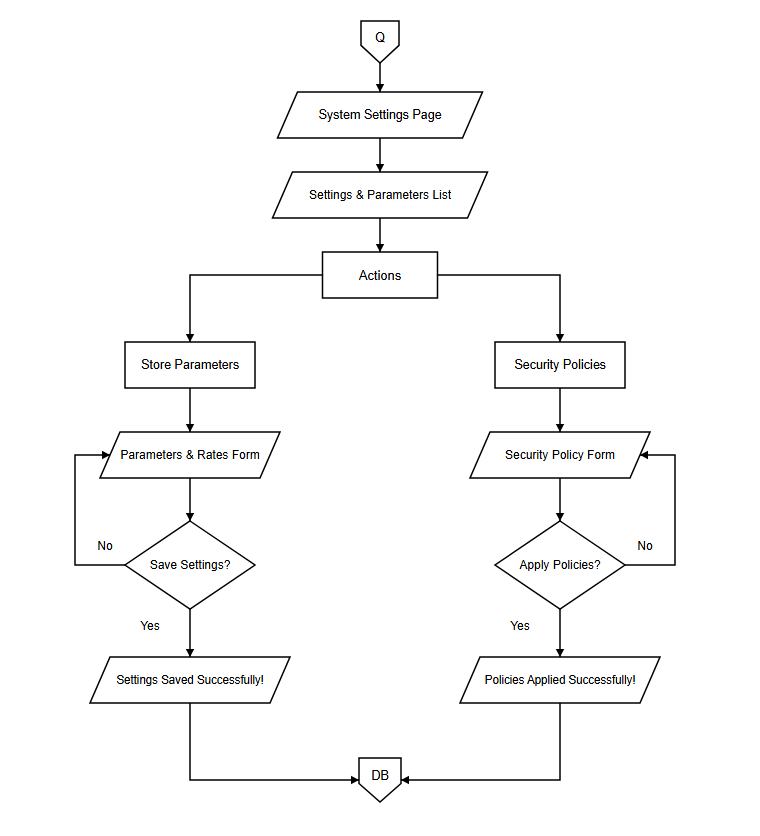 Q
System Settings Page
Settings & Parameters List
Actions
Store Parameters
Security Policies
Parameters & Rates Form
Security Policy Form
No
No
Save Settings?
Apply Policies?
Yes
Yes
Settings Saved Successfully!
Policies Applied Successfully!
DB